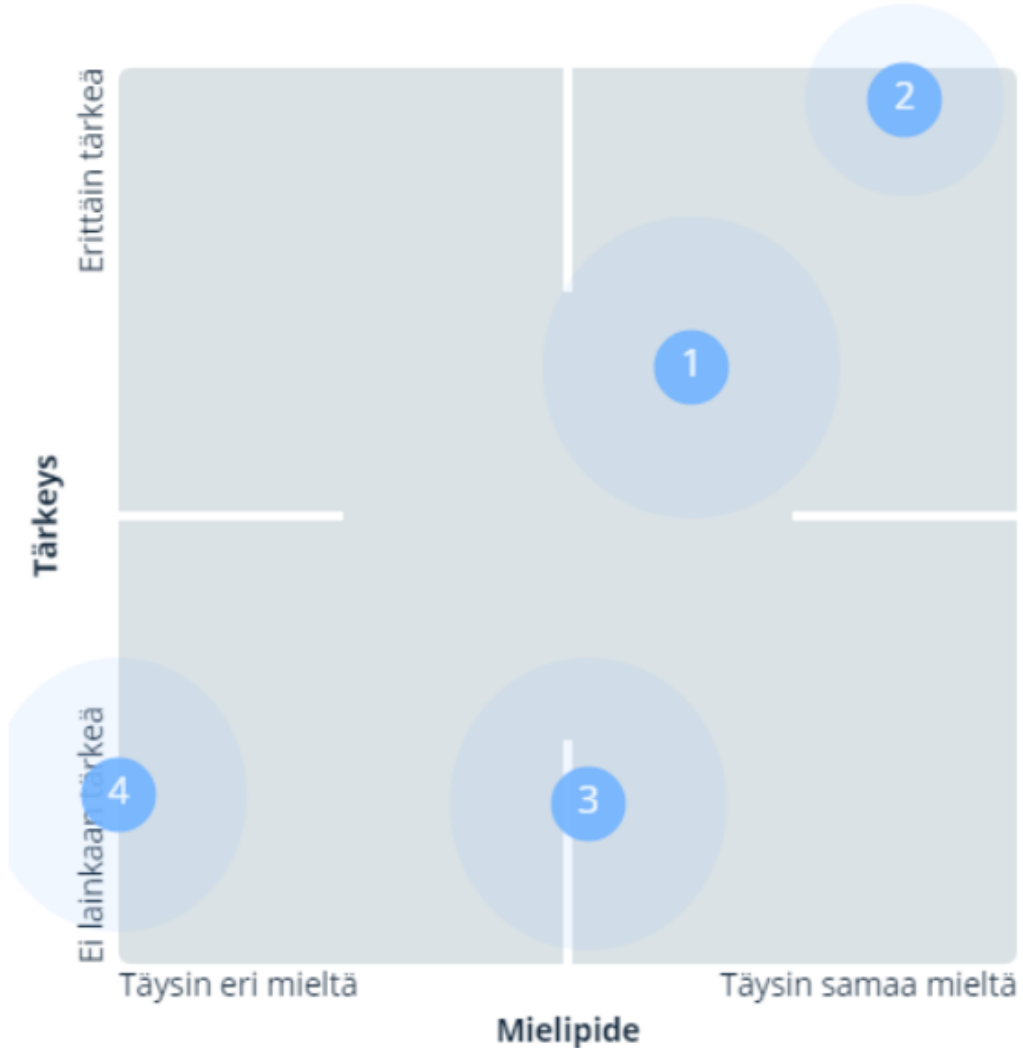 Erittäin tärkeä
2
1
Tärkeys
Ei lainkaan tärkeä
4
3
Täysin eri mieltä
Täysin samaa mieltä
Mielipide